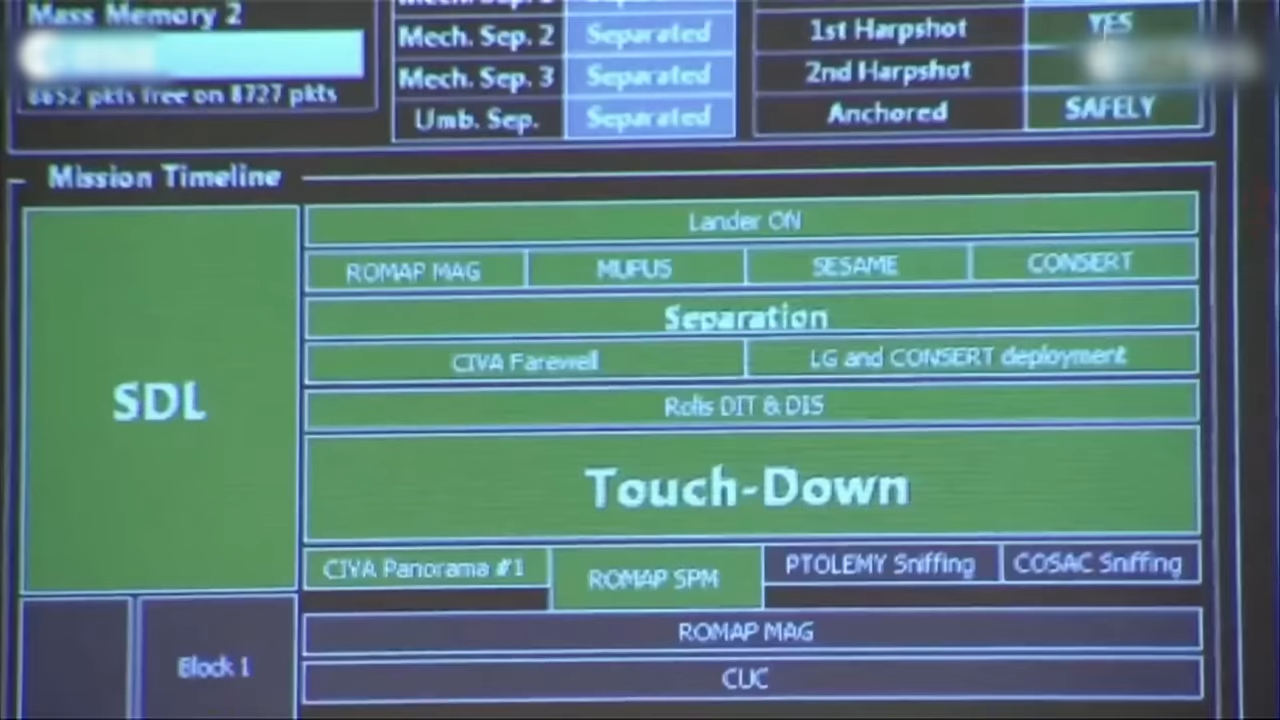 Mass Memory 2
8652 pkts free on 8727 pkts
Mech. Sep. 2 Separated
Mech. Sep. 3 Separated
Umb. Sep. Separated
1st Harpshot YES
2nd Harpshot
Anchored SAFELY
Mission Timeline
SDL
Lander ON
ROMAP MAG MUPUS SESAME CONSERT
Separation
CIVA Farewell LG and CONSERT deployment
Rolis DIT & DIS
Touch-Down
CIVA Panorama #1 ROMAP SPM PTOLEMY Sniffing COSAC Sniffing
Block 1
ROMAP MAG
CUC